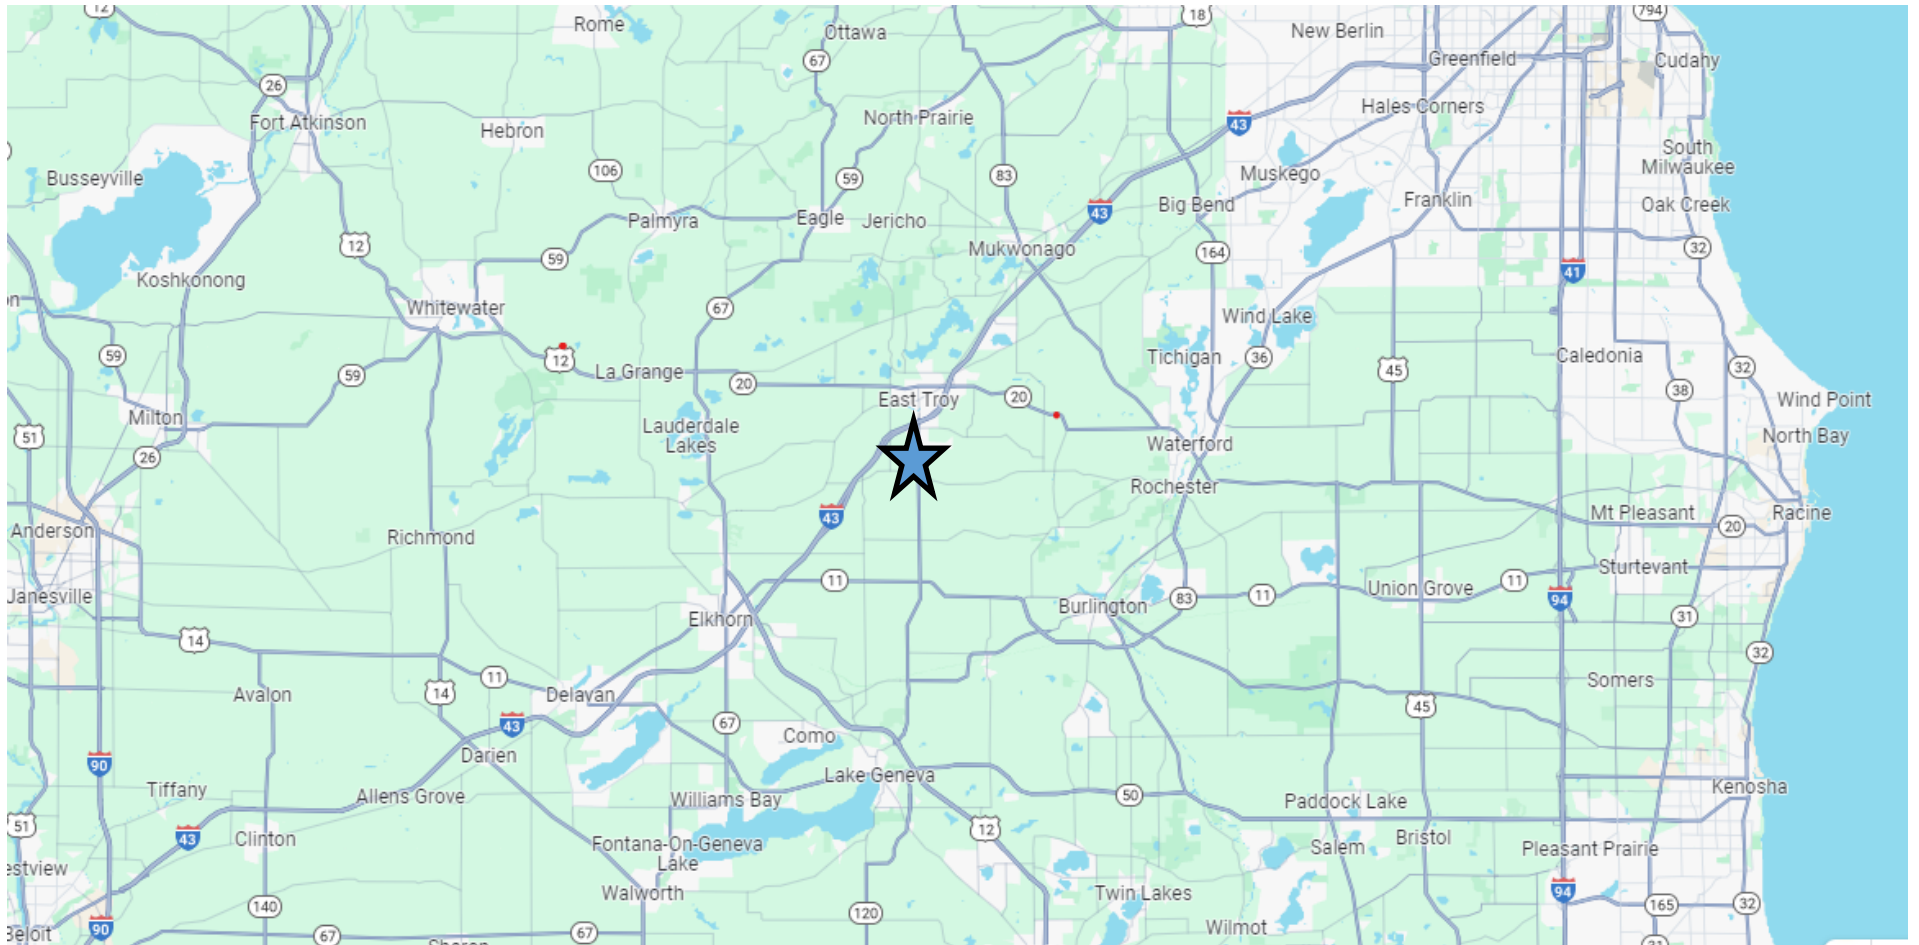 12
Rome
Ottawa
18
New Berlin
794
67
Greenfield
Cudahy
26
Fort Atkinson
Hebron
North Prairie
43
Hales Corners
106
59
83
Busseyville
Muskego
South
Milwaukee
Palmyra
Eagle
Jericho
43
Big Bend
Franklin
Oak Creek
12
59
Mukwonago
164
32
41
Koshkonong
on
Whitewater
67
Wind Lake
59
12
La Grange
20
Tichigan
36
45
Caledonia
32
59
East Troy
20
38
Wind Point
Milton
51
Lauderdale
Lakes
Waterford
North Bay
26
Rochester
43
Mt Pleasant
20
Racine
Anderson
Richmond
11
Sturtevant
Janesville
Elkhorn
Burlington
83
11
Union Grove
11
94
31
14
32
Avalon
14
11
Delavan
Somers
43
67
Como
45
Darien
90
Tiffany
Allens Grove
Williams Bay
Lake Geneva
50
Paddock Lake
Kenosha
51
43
Clinton
Fontana-On-Geneva
Lake
12
Salem
Bristol
Pleasant Prairie
estview
Walworth
Twin Lakes
94
140
120
165
32
90
Beloit
67
67
Sharon
Wilmot
31